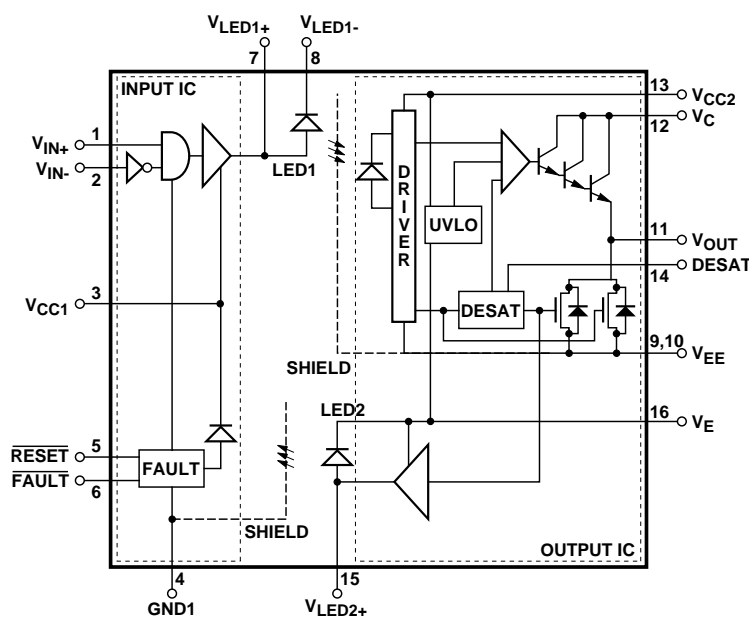 VLED1+
VLED1-
7
8
INPUT IC
13
VCC2
VC
12
1
VIN+
VIN-
2
LED1
DRIVER
UVLO
11
VOUT
DESAT
14
3
VCC1
DESAT
9,10
VEE
SHIELD
LED2
16
VE
5
RESET
FAULT
FAULT
6
SHIELD
OUTPUT IC
4
15
GND1
VLED2+